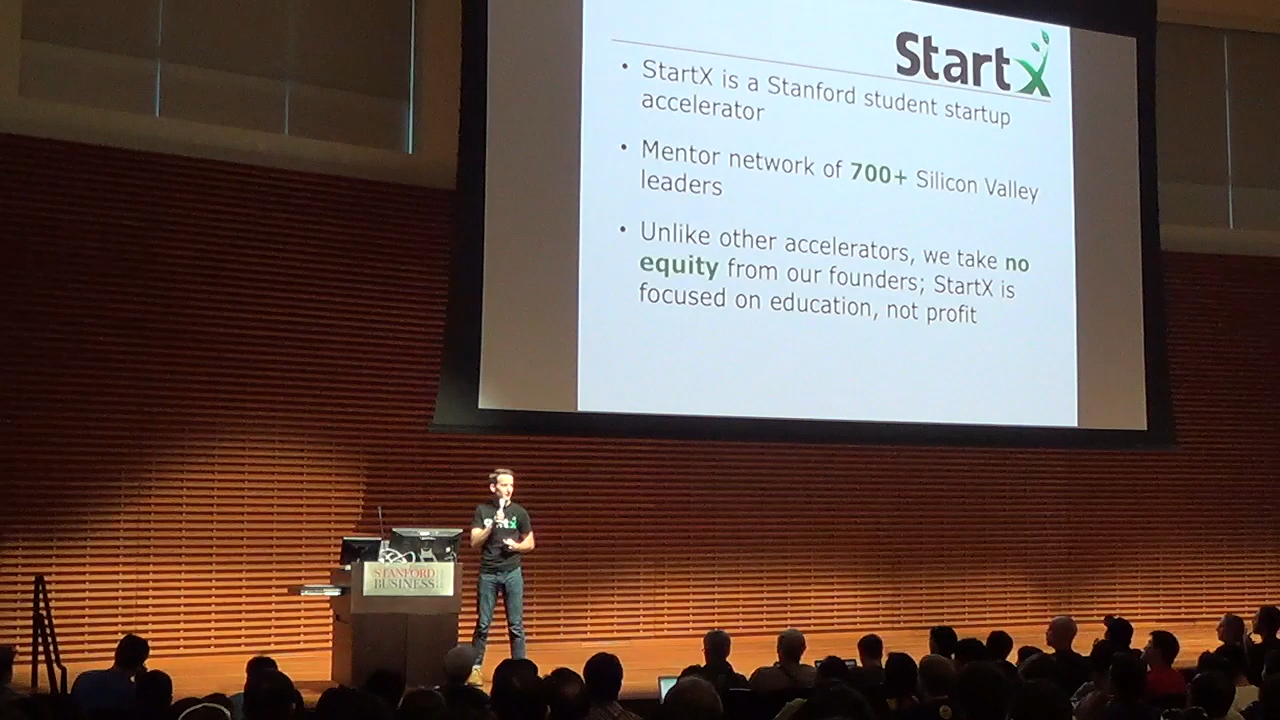 StartX
• StartX is a Stanford student startup
accelerator
• Mentor network of 700+ Silicon Valley
leaders
• Unlike other accelerators, we take no
equity from our founders; StartX is
focused on education, not profit
STANFORD
BUSINESS